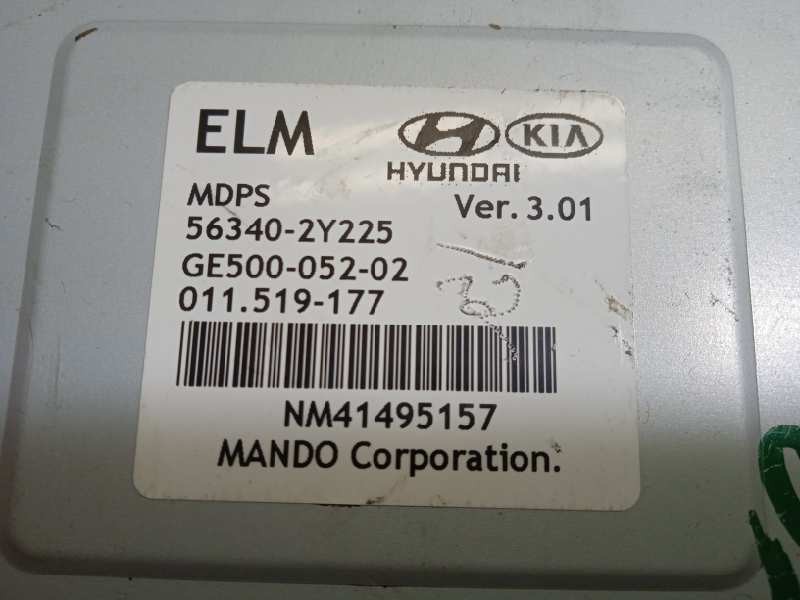 ELM
HYUNDAI
KIA
MDPS
Ver. 3.01
56340-2Y225
GE500-052-02
011.519-177
NM41495157
MANDO Corporation.